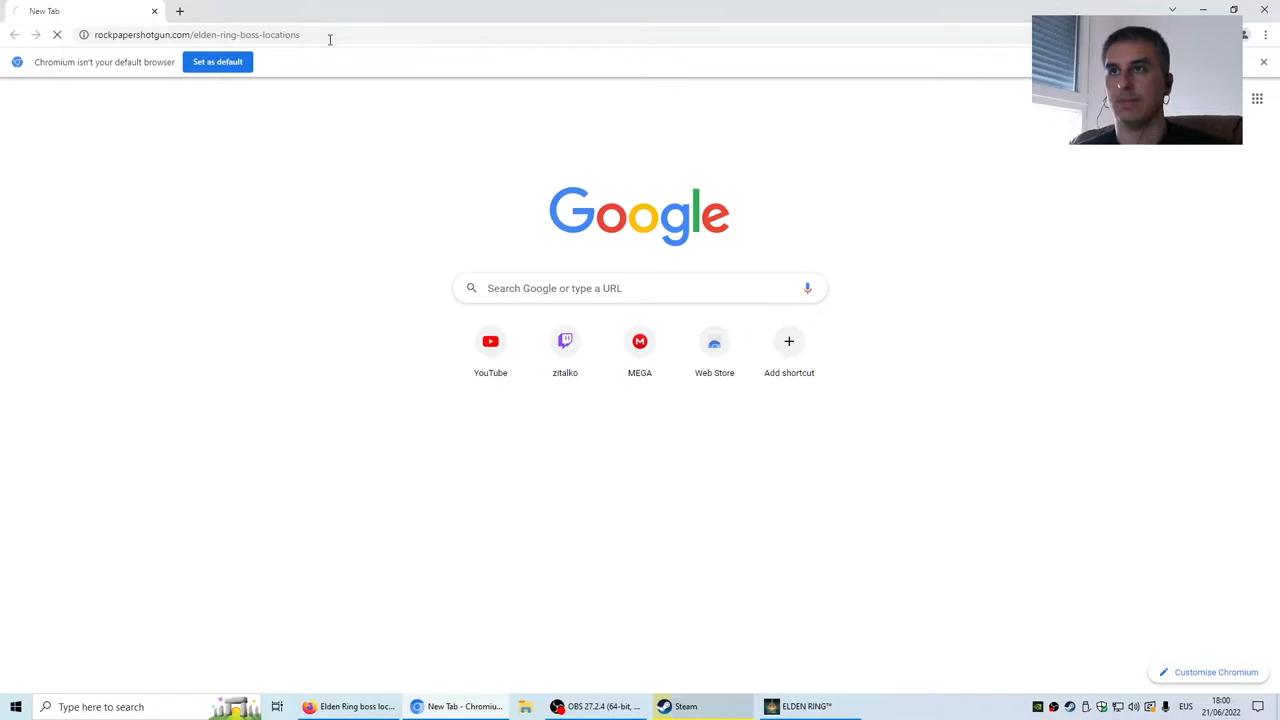 New Tab
rockpapershotgun.com/elden-ring-boss-locations
Chromium isn't your default browser
Set as default
Google
Search Google or type a URL
YouTube
zitalko
MEGA
Web Store
Add shortcut
Customise Chromium
Type here to search
Elden Ring boss loc...
New Tab - Chromiu...
OBS 27.2.4 (64-bit, ...
Steam
ELDEN RING™
EUS
18:00
21/06/2022